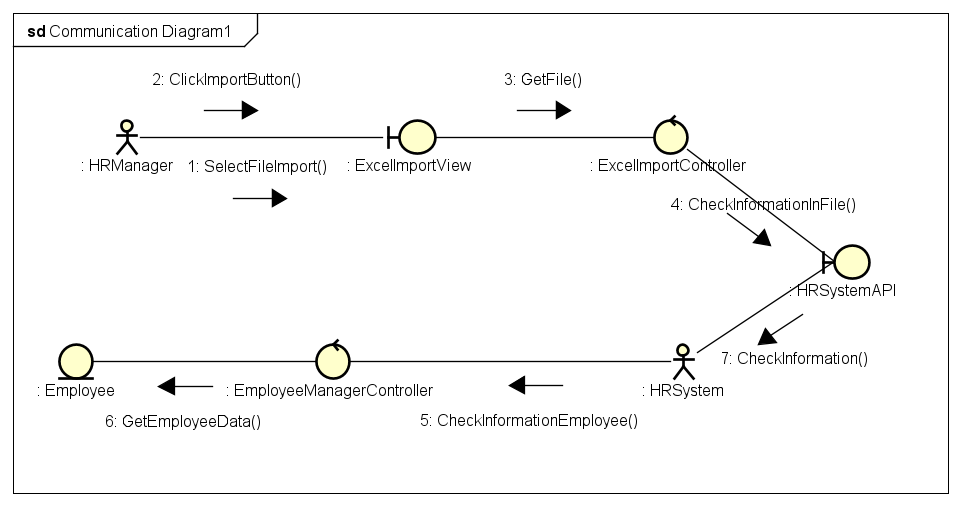 sd Communication Diagram1
2: ClickImportButton()
3: GetFile()
: HRManager
1: SelectFileImport()
: ExcelImportView
: ExcelImportController
4: CheckInformationInFile()
: HRSystemAPI
7: CheckInformation()
: Employee
: EmployeeManagerController
: HRSystem
6: GetEmployeeData()
5: CheckInformationEmployee()